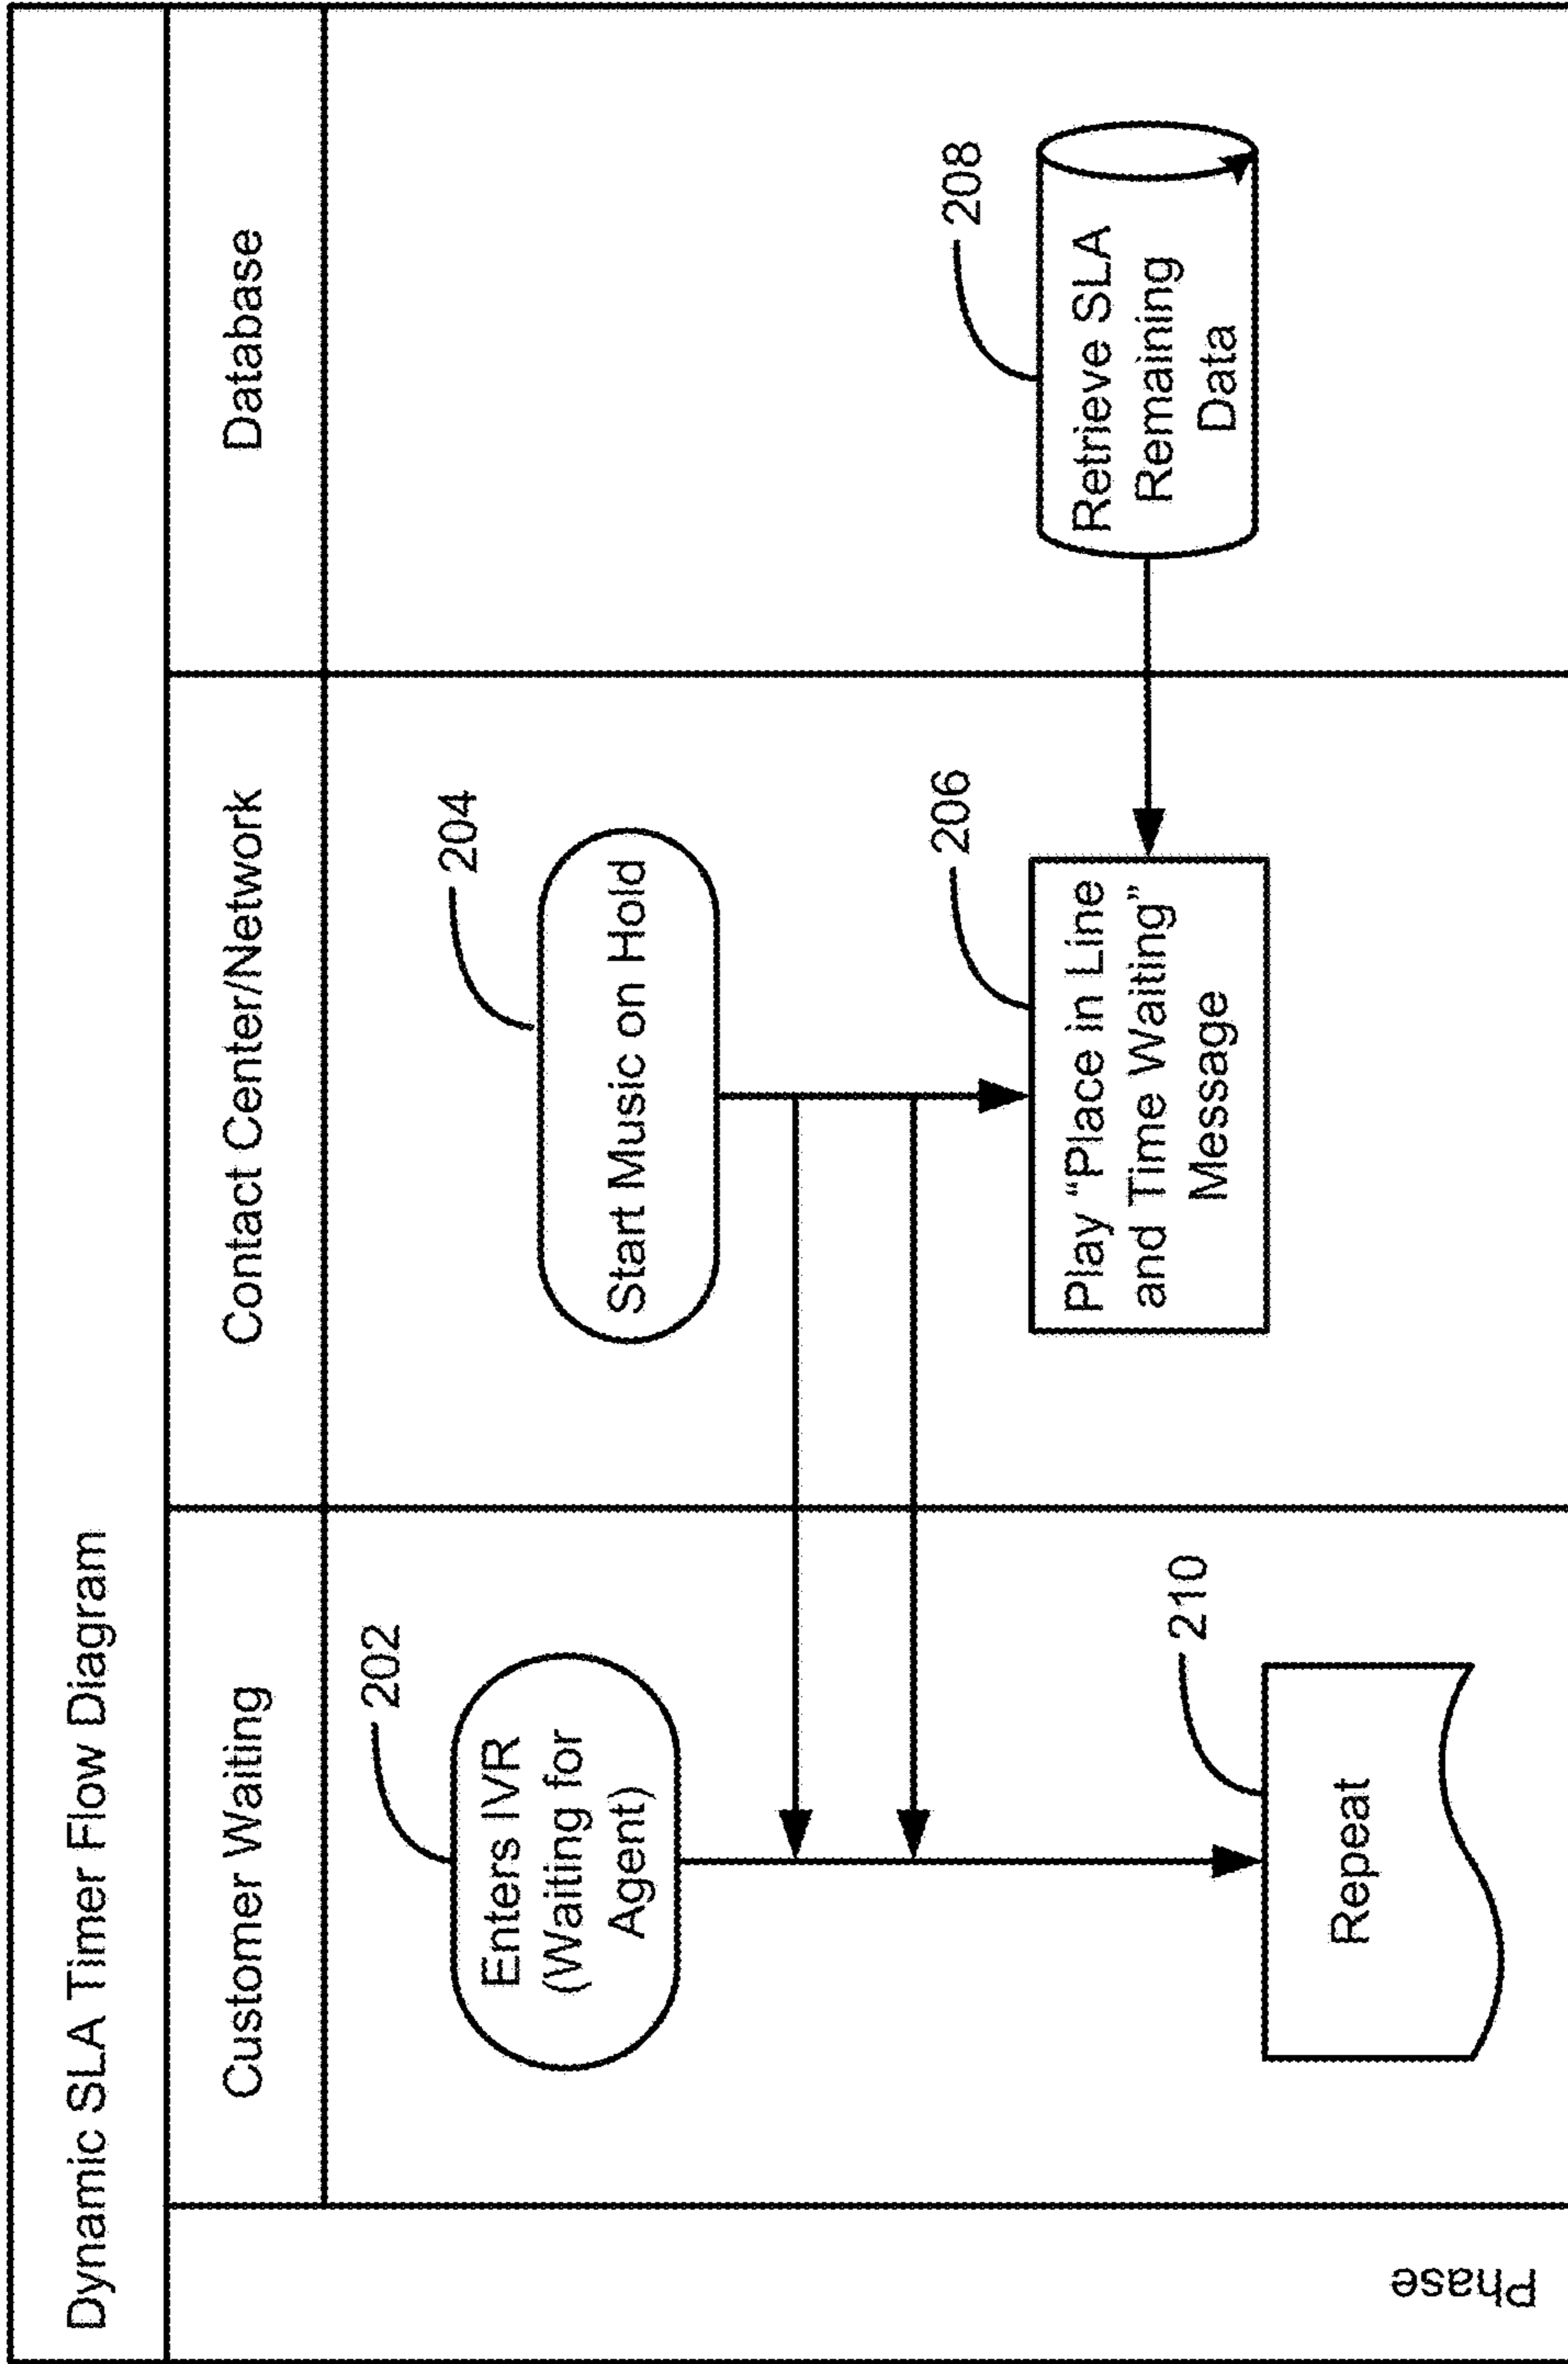 Dynamic SLA Timer Flow Diagram
Customer Waiting
Contact Center/Network
Database
Phase
202
Enters IVR
(Waiting for
Agent)
204
Start Music on Hold
206
Play “Place in Line
and Time Waiting”
Message
208
Retrieve SLA
Remaining
Data
210
Repeat